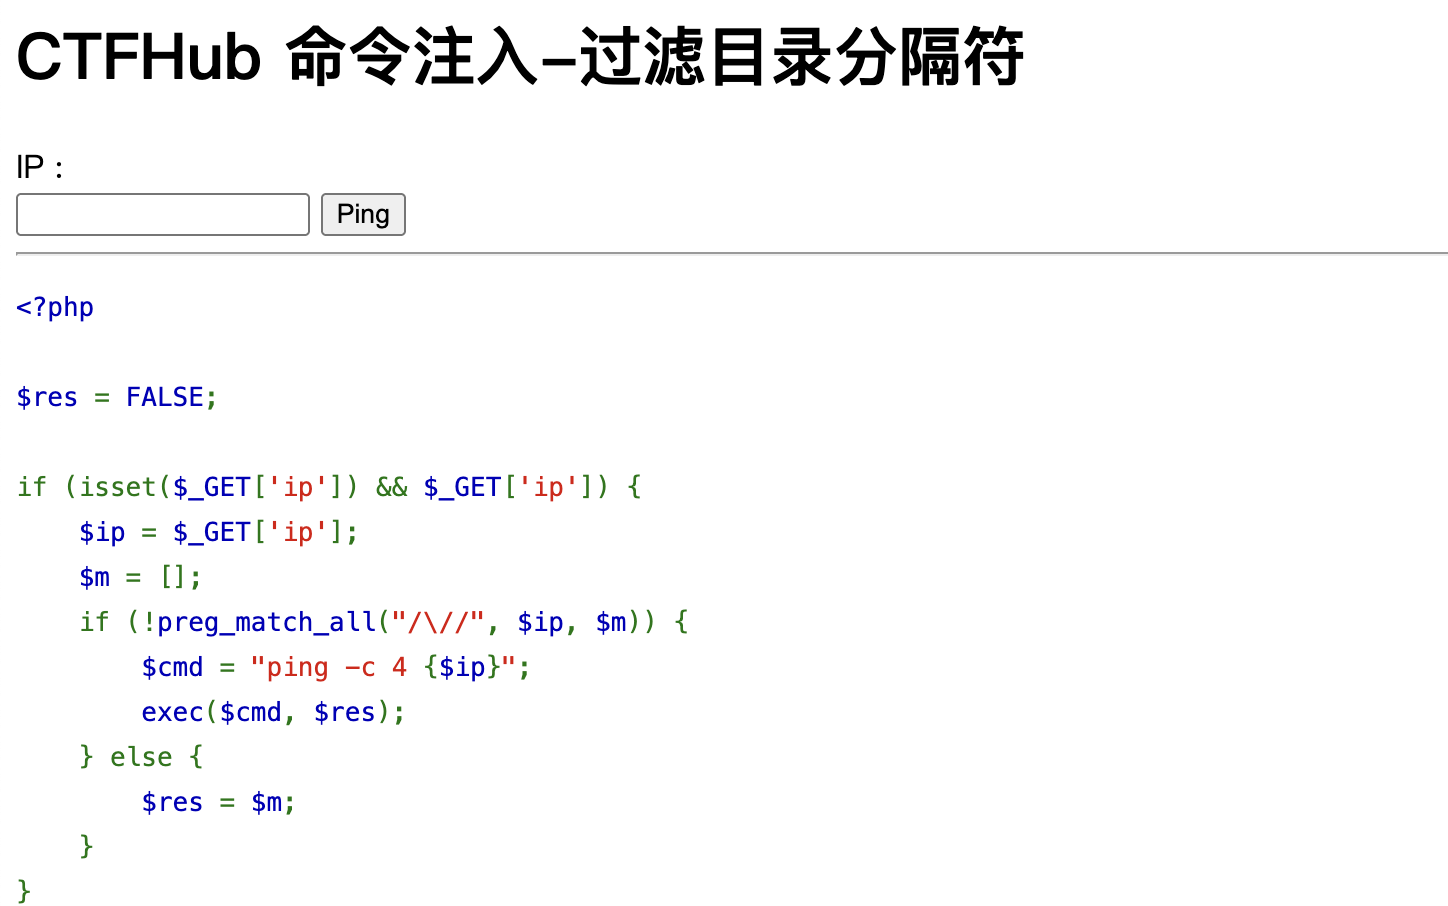 CTFHub 命令注入-过滤目录分隔符
IP :
Ping
<?php
$res = FALSE;
if (isset($_GET['ip']) && $_GET['ip']) {
    $ip = $_GET['ip'];
    $m = [];
    if (!preg_match_all("/\//", $ip, $m)) {
        $cmd = "ping -c 4 {$ip}";
        exec($cmd, $res);
    } else {
        $res = $m;
    }
}